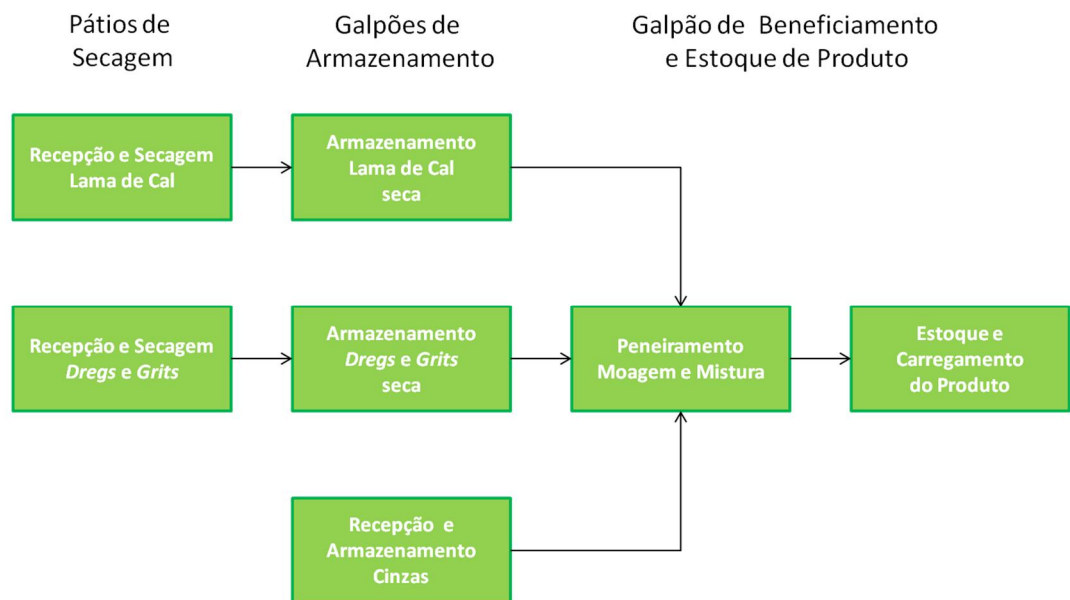 Pátios de
Secagem
Galpões de
Armazenamento
Galpão de Beneficiamento
e Estoque de Produto
Recepção e Secagem
Lama de Cal
Armazenamento
Lama de Cal
seca
Recepção e Secagem
Dregs e Grits
Armazenamento
Dregs e Grits
seca
Peneiramento
Moagem e Mistura
Estoque e
Carregamento
do Produto
Recepção e
Armazenamento
Cinzas